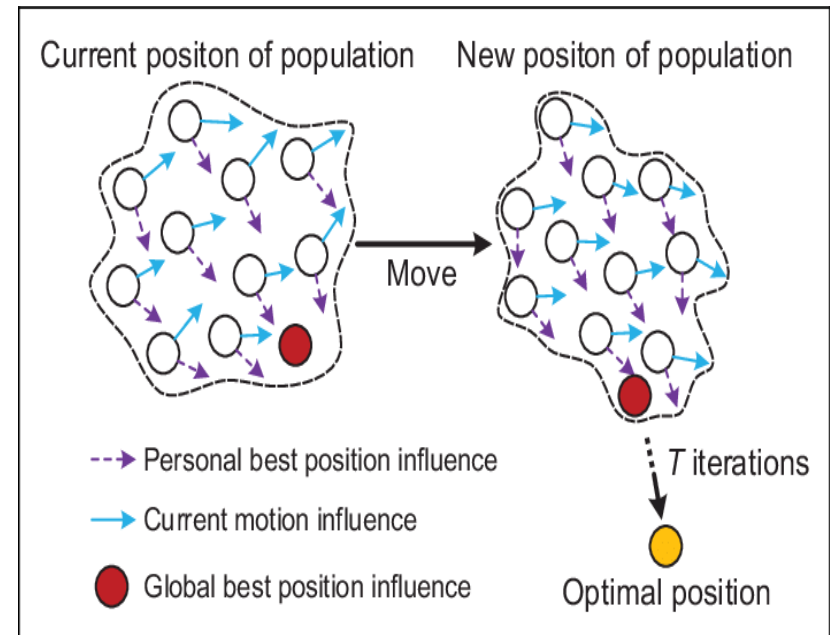 Current positon of population
New positon of population
Move
Personal best position influence
Current motion influence
Global best position influence
T iterations
Optimal position